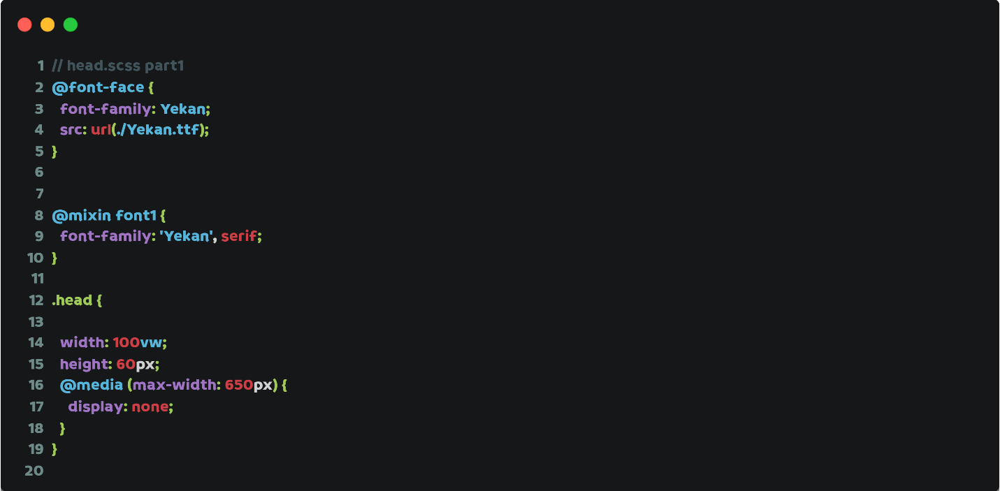 1 // head.scss part1
2 @font-face {
3   font-family: Yekan;
4   src: url(./Yekan.ttf);
5 }
6
7
8 @mixin font1 {
9   font-family: 'Yekan', serif;
10 }
11
12 .head {
13
14   width: 100vw;
15   height: 60px;
16   @media (max-width: 650px) {
17     display: none;
18   }
19 }
20